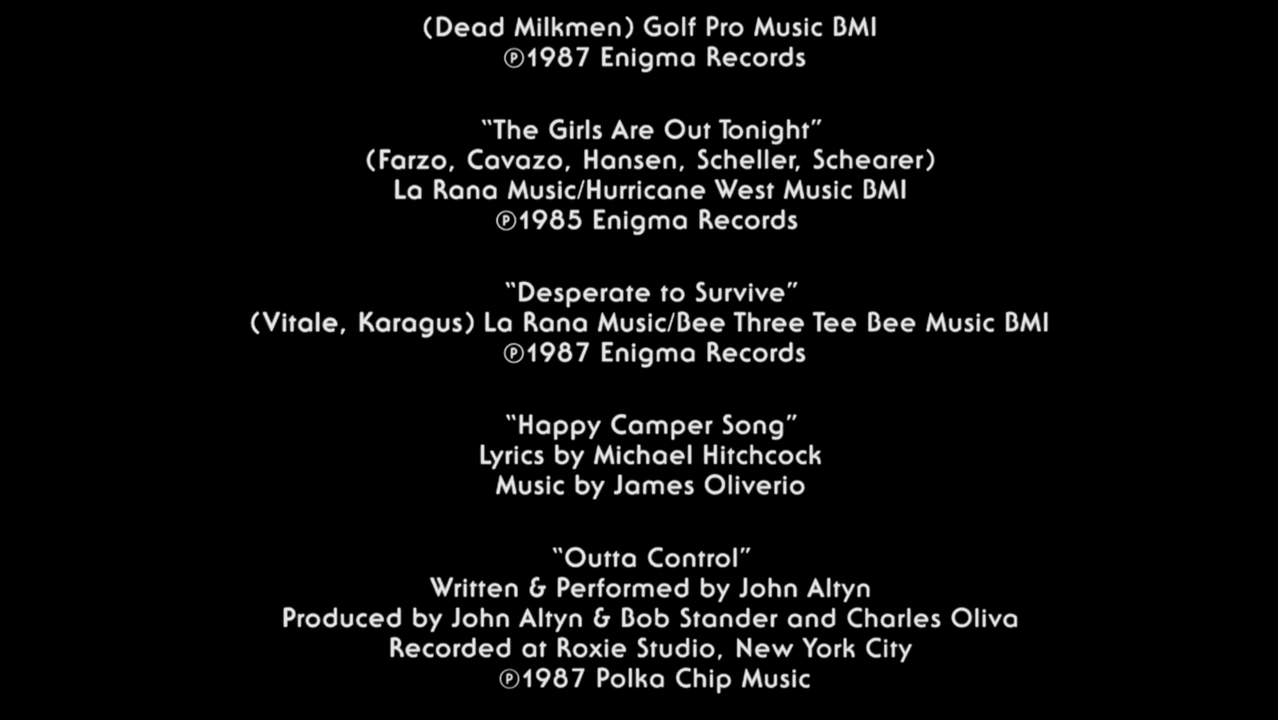 (Dead Milkmen) Golf Pro Music BMI
℗1987 Enigma Records
“The Girls Are Out Tonight”
(Farzo, Cavazo, Hansen, Scheller, Schearer)
La Rana Music/Hurricane West Music BMI
℗1985 Enigma Records
“Desperate to Survive”
(Vitale, Karagus) La Rana Music/Bee Three Tee Bee Music BMI
℗1987 Enigma Records
“Happy Camper Song”
Lyrics by Michael Hitchcock
Music by James Oliverio
“Outta Control”
Written & Performed by John Altyn
Produced by John Altyn & Bob Stander and Charles Oliva
Recorded at Roxie Studio, New York City
℗1987 Polka Chip Music